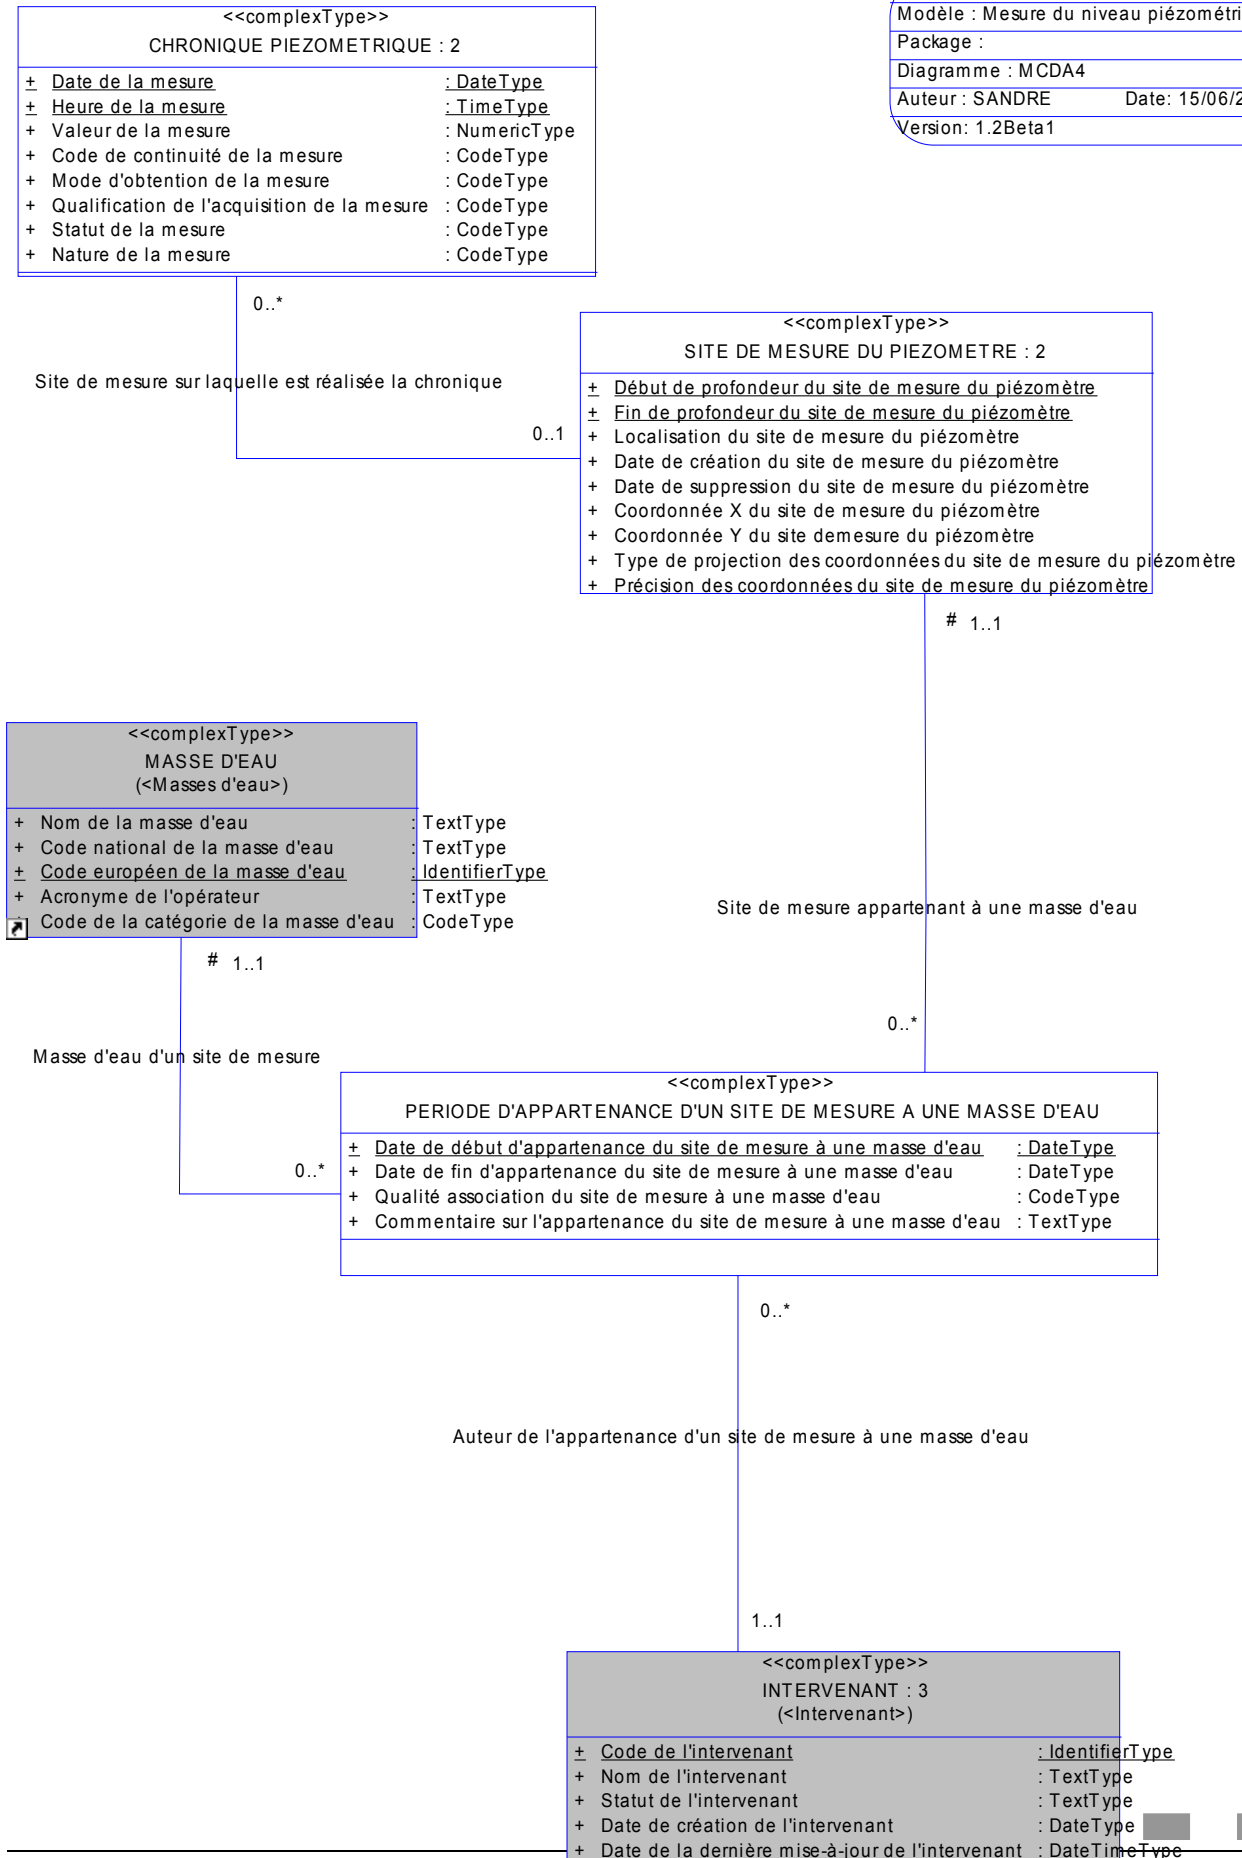 <<complexType>>
CHRONIQUE PIEZOMETRIQUE : 2
+ Date de la mesure : DateType
+ Heure de la mesure : TimeType
+ Valeur de la mesure : NumericType
+ Code de continuité de la mesure : CodeType
+ Mode d'obtention de la mesure : CodeType
+ Qualification de l'acquisition de la mesure : CodeType
+ Statut de la mesure : CodeType
+ Nature de la mesure : CodeType
Modèle : Mesure du niveau piézométri
Package :
Diagramme : MCDA4
Auteur : SANDRE Date: 15/06/2
Version: 1.2Beta1
0..*
Site de mesure sur laquelle est réalisée la chronique
0..1
<<complexType>>
SITE DE MESURE DU PIEZOMETRE : 2
+ Début de profondeur du site de mesure du piézomètre
+ Fin de profondeur du site de mesure du piézomètre
+ Localisation du site de mesure du piézomètre
+ Date de création du site de mesure du piézomètre
+ Date de suppression du site de mesure du piézomètre
+ Coordonnée X du site de mesure du piézomètre
+ Coordonnée Y du site demesure du piézomètre
+ Type de projection des coordonnées du site de mesure du piézomètre
+ Précision des coordonnées du site de mesure du piézomètre
# 1..1
<<complexType>>
MASSE D'EAU
(<Masses d'eau>)
+ Nom de la masse d'eau : TextType
+ Code national de la masse d'eau : TextType
+ Code européen de la masse d'eau : IdentifierType
+ Acronyme de l'opérateur : TextType
Code de la catégorie de la masse d'eau : CodeType
# 1..1
Site de mesure appartenant à une masse d'eau
0..*
Masse d'eau d'un site de mesure
0..*
<<complexType>>
PERIODE D'APPARTENANCE D'UN SITE DE MESURE A UNE MASSE D'EAU
+ Date de début d'appartenance du site de mesure à une masse d'eau : DateType
+ Date de fin d'appartenance du site de mesure à une masse d'eau : DateType
+ Qualité association du site de mesure à une masse d'eau : CodeType
+ Commentaire sur l'appartenance du site de mesure à une masse d'eau : TextType
0..*
Auteur de l'appartenance d'un site de mesure à une masse d'eau
1..1
<<complexType>>
INTERVENANT : 3
(<Intervenant>)
+ Code de l'intervenant : IdentifierType
+ Nom de l'intervenant : TextType
+ Statut de l'intervenant : TextType
+ Date de création de l'intervenant : DateType
+ Date de la dernière mise-à-jour de l'intervenant : DateTimeType